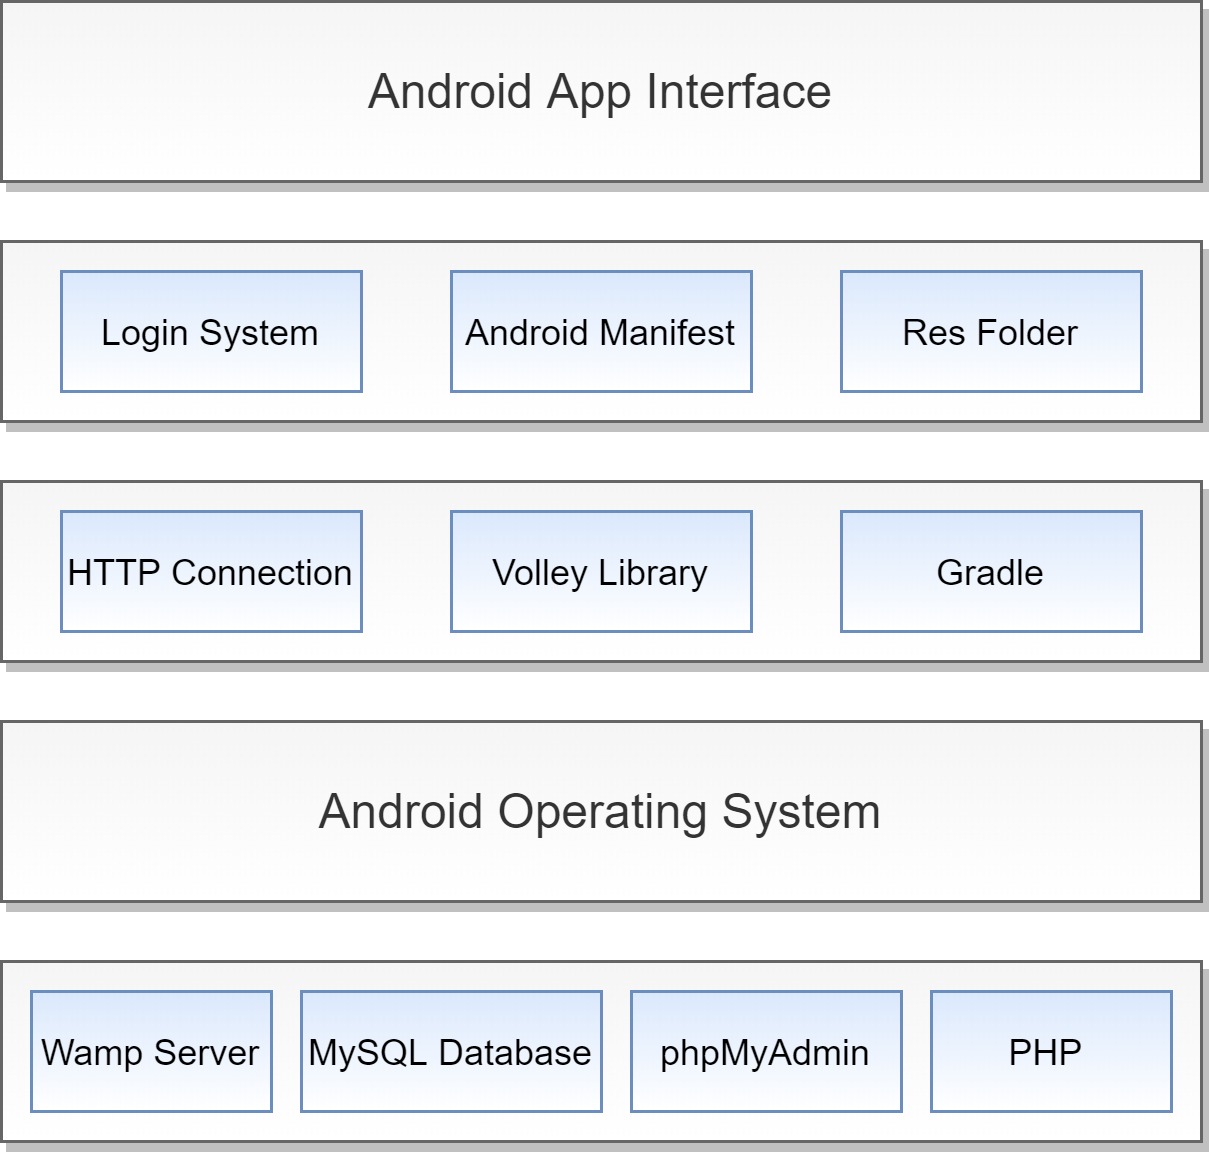 Android App Interface
Login System
Android Manifest
Res Folder
HTTP Connection
Volley Library
Gradle
Android Operating System
Wamp Server
MySQL Database
phpMyAdmin
PHP